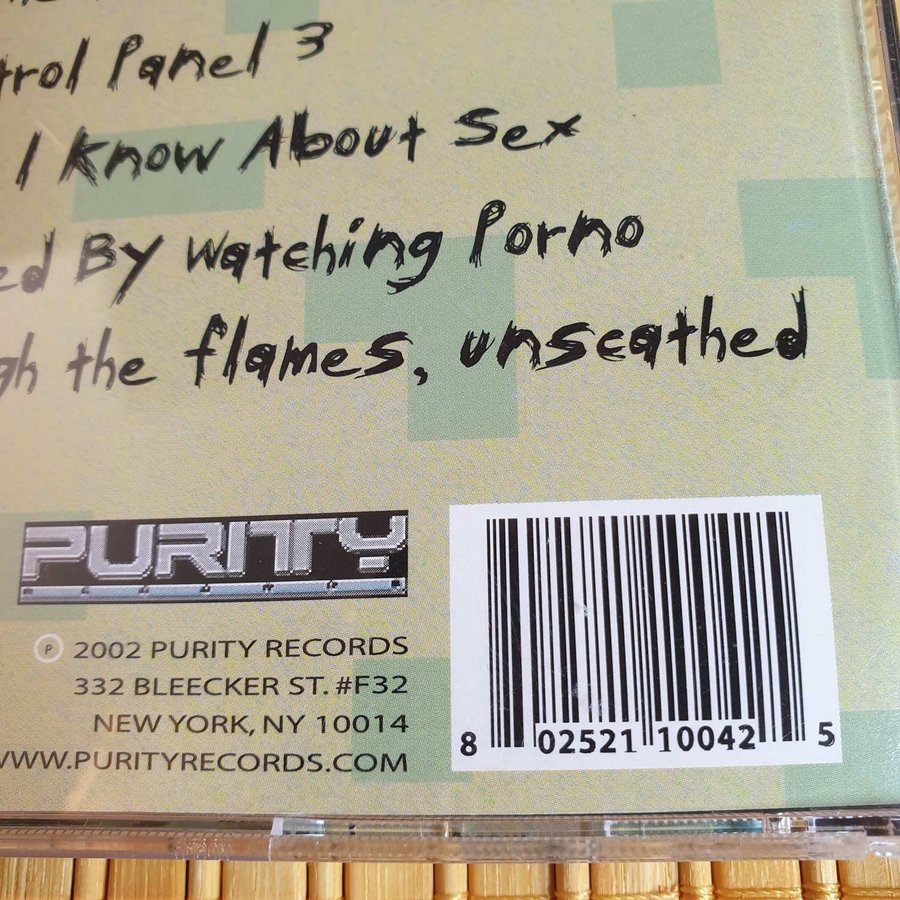 trol Panel 3
I Know About Sex
ed By Watching Porno
gh the flames, unscathed
PURITY
℗ 2002 PURITY RECORDS
332 BLEECKER ST. #F32
NEW YORK, NY 10014
WWW.PURITYRECORDS.COM
8 02521 10042 5